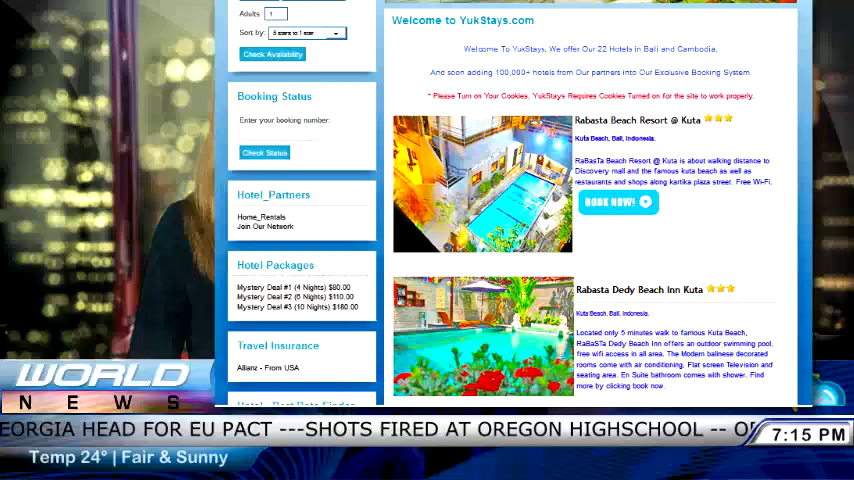 Adults
1
Sort by:
5 stars to 1 star
Check Availability
Booking Status
Enter your booking number:
Check Status
Hotel_Partners
Home_Rentals
Join Our Network
Hotel Packages
Mystery Deal #1 (4 Nights) $80.00
Mystery Deal #2 (6 Nights) $110.00
Mystery Deal #3 (10 Nights) $180.00
Travel Insurance
Allianz - From USA
Hotel - Best Rate Finder
Welcome to YukStays.com
Welcome To YukStays, We offer Our 22 Hotels in Bali and Cambodia,
And soon adding 100,000+ hotels from Our partners into Our Exclusive Booking System.
* Please Turn on Your Cookies, YukStays Requires Cookies Turned on for the site to work properly.
Rabasta Beach Resort @ Kuta
Kuta Beach, Bali, Indonesia.
RaBasTa Beach Resort @ Kuta is about walking distance to
Discovery mall and the famous kuta beach as well as
restaurants and shops along kartika plaza street. Free Wi-Fi.
BOOK NOW!
Rabasta Dedy Beach Inn Kuta
Kuta Beach, Bali, Indonesia.
Located only 5 minutes walk to famous Kuta Beach,
RaBaSTa Dedy Beach Inn offers an outdoor swimming pool,
free wifi access in all area. The Modern balinese decorated
rooms come with air conditioning, Flat screen Television and
seating area. En Suite bathroom comes with shower. Find
more by clicking book now.
WORLD
NEWS
EORGIA HEAD FOR EU PACT ---SHOTS FIRED AT OREGON HIGHSCHOOL -- O
7:15 PM
Temp 24° | Fair & Sunny